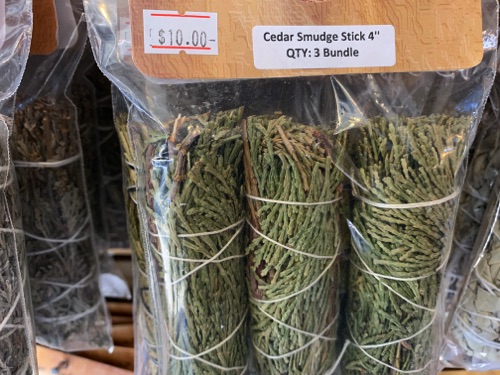 $10.00-
Cedar Smudge Stick 4"
QTY: 3 Bundle